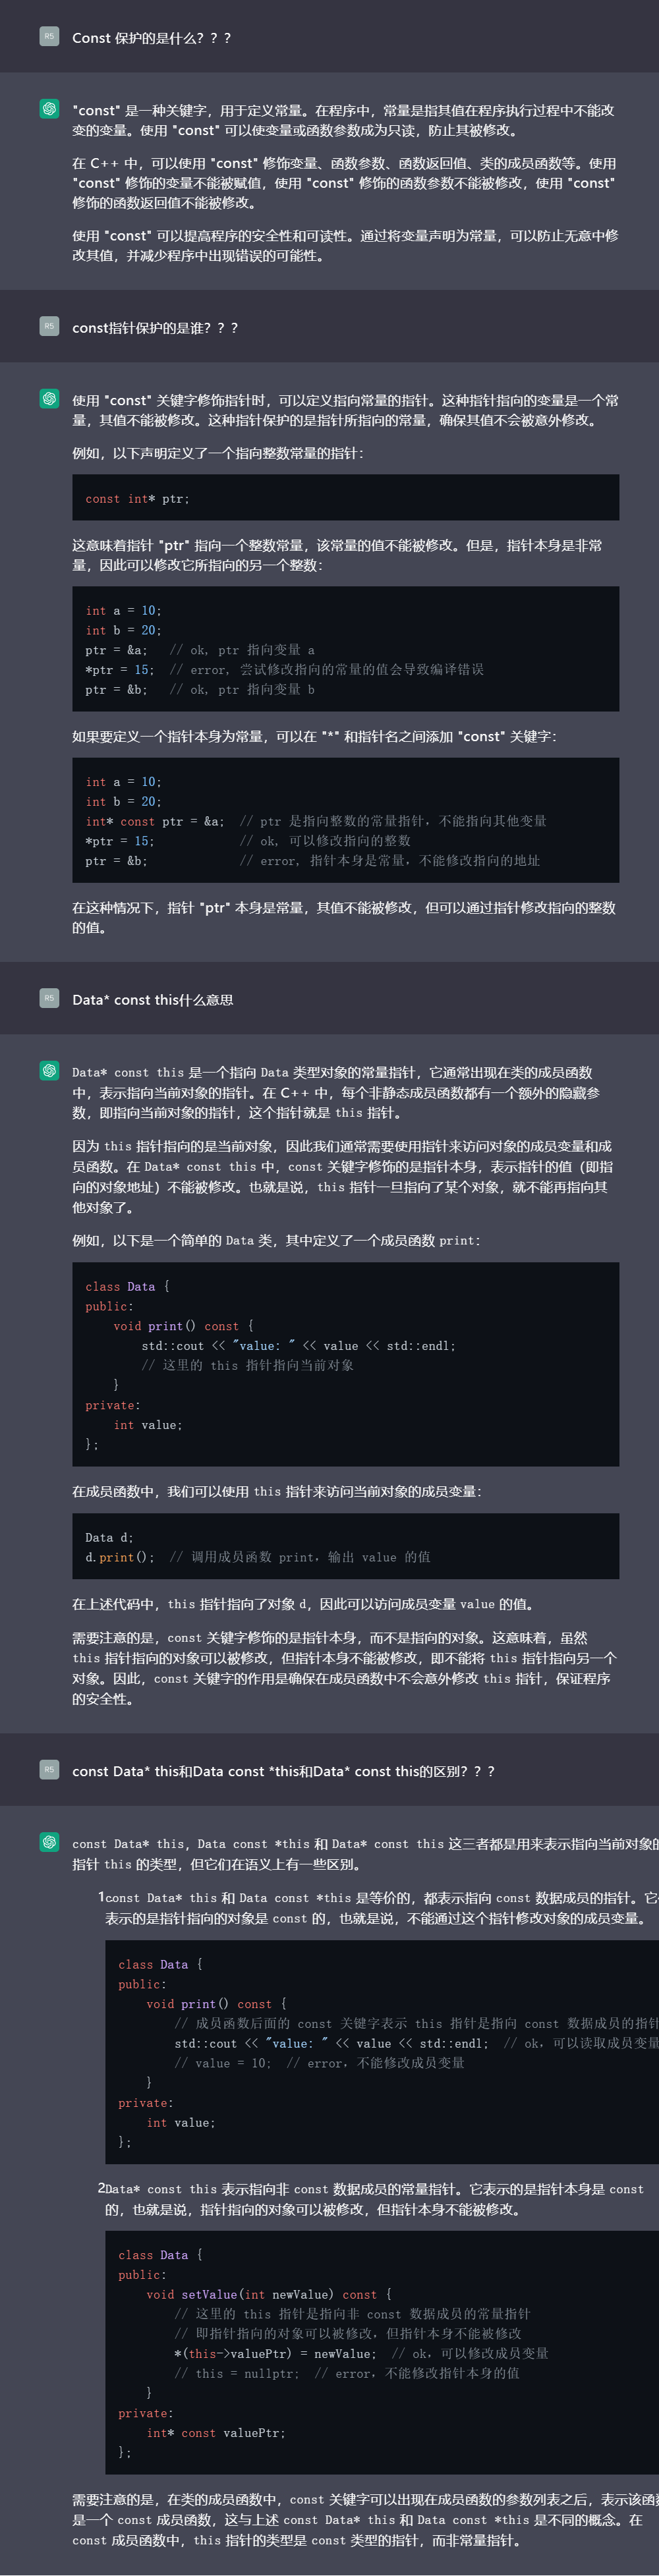 R5 Const 保护的是什么？？？
"const" 是一种关键字，用于定义常量。在程序中，常量是指其值在程序执行过程中不能改
变的变量。使用 "const" 可以使变量或函数参数成为只读，防止其被修改。
在 C++ 中，可以使用 "const" 修饰变量、函数参数、函数返回值、类的成员函数等。使用
"const" 修饰的变量不能被赋值，使用 "const" 修饰的函数参数不能被修改，使用 "const"
修饰的函数返回值不能被修改。
使用 "const" 可以提高程序的安全性和可读性。通过将变量声明为常量，可以防止无意中修
改其值，并减少程序中出现错误的可能性。
R5 const指针保护的是谁？？？
使用 "const" 关键字修饰指针时，可以定义指向常量的指针。这种指针指向的变量是一个常
量，其值不能被修改。这种指针保护的是指针所指向的常量，确保其值不会被意外修改。
例如，以下声明定义了一个指向整数常量的指针：
const int* ptr;
这意味着指针 "ptr" 指向一个整数常量，该常量的值不能被修改。但是，指针本身是非常
量，因此可以修改它所指向的另一个整数：
int a = 10;
int b = 20;
ptr = &a;   // ok, ptr 指向变量 a
*ptr = 15;  // error, 尝试修改指向的常量的值会导致编译错误
ptr = &b;   // ok, ptr 指向变量 b
如果要定义一个指针本身为常量，可以在 "*" 和指针名之间添加 "const" 关键字：
int a = 10;
int b = 20;
int* const ptr = &a;  // ptr 是指向整数的常量指针，不能指向其他变量
*ptr = 15;            // ok, 可以修改指向的整数
ptr = &b;             // error, 指针本身是常量，不能修改指向的地址
在这种情况下，指针 "ptr" 本身是常量，其值不能被修改，但可以通过指针修改指向的整数
的值。
R5 Data* const this什么意思
Data* const this 是一个指向 Data 类型对象的常量指针，它通常出现在类的成员函数
中，表示指向当前对象的指针。在 C++ 中，每个非静态成员函数都有一个额外的隐藏参
数，即指向当前对象的指针，这个指针就是 this 指针。
因为 this 指针指向的是当前对象，因此我们通常需要使用指针来访问对象的成员变量和成
员函数。在 Data* const this 中，const 关键字修饰的是指针本身，表示指针的值（即指
向的对象地址）不能被修改。也就是说，this 指针一旦指向了某个对象，就不能再指向其
他对象了。
例如，以下是一个简单的 Data 类，其中定义了一个成员函数 print：
class Data {
public:
    void print() const {
        std::cout << "value: " << value << std::endl;
        // 这里的 this 指针指向当前对象
    }
private:
    int value;
};
在成员函数中，我们可以使用 this 指针来访问当前对象的成员变量：
Data d;
d.print();  // 调用成员函数 print，输出 value 的值
在上述代码中，this 指针指向了对象 d，因此可以访问成员变量 value 的值。
需要注意的是，const 关键字修饰的是指针本身，而不是指向的对象。这意味着，虽然
this 指针指向的对象可以被修改，但指针本身不能被修改，即不能将 this 指针指向另一个
对象。因此，const 关键字的作用是确保在成员函数中不会意外修改 this 指针，保证程序
的安全性。
R5 const Data* this和Data const *this和Data* const this的区别？？？
const Data* this，Data const *this 和 Data* const this 这三者都是用来表示指向当前对象的
指针 this 的类型，但它们在语义上有一些区别。
1 const Data* this 和 Data const *this 是等价的，都表示指向 const 数据成员的指针。它
表示的是指针指向的对象是 const 的，也就是说，不能通过这个指针修改对象的成员变量。
class Data {
public:
    void print() const {
        // 成员函数后面的 const 关键字表示 this 指针是指向 const 数据成员的指针
        std::cout << "value: " << value << std::endl;  // ok，可以读取成员变量
        // value = 10;  // error，不能修改成员变量
    }
private:
    int value;
};
2 Data* const this 表示指向非 const 数据成员的常量指针。它表示的是指针本身是 const
的，也就是说，指针指向的对象可以被修改，但指针本身不能被修改。
class Data {
public:
    void setValue(int newValue) const {
        // 这里的 this 指针是指向非 const 数据成员的常量指针
        // 即指针指向的对象可以被修改，但指针本身不能被修改
        *(this->valuePtr) = newValue;  // ok，可以修改成员变量
        // this = nullptr;  // error，不能修改指针本身的值
    }
private:
    int* const valuePtr;
};
需要注意的是，在类的成员函数中，const 关键字可以出现在成员函数的参数列表之后，表示该函数
是一个 const 成员函数，这与上述 const Data* this 和 Data const *this 是不同的概念。在
const 成员函数中，this 指针的类型是 const 类型的指针，而非常量指针。